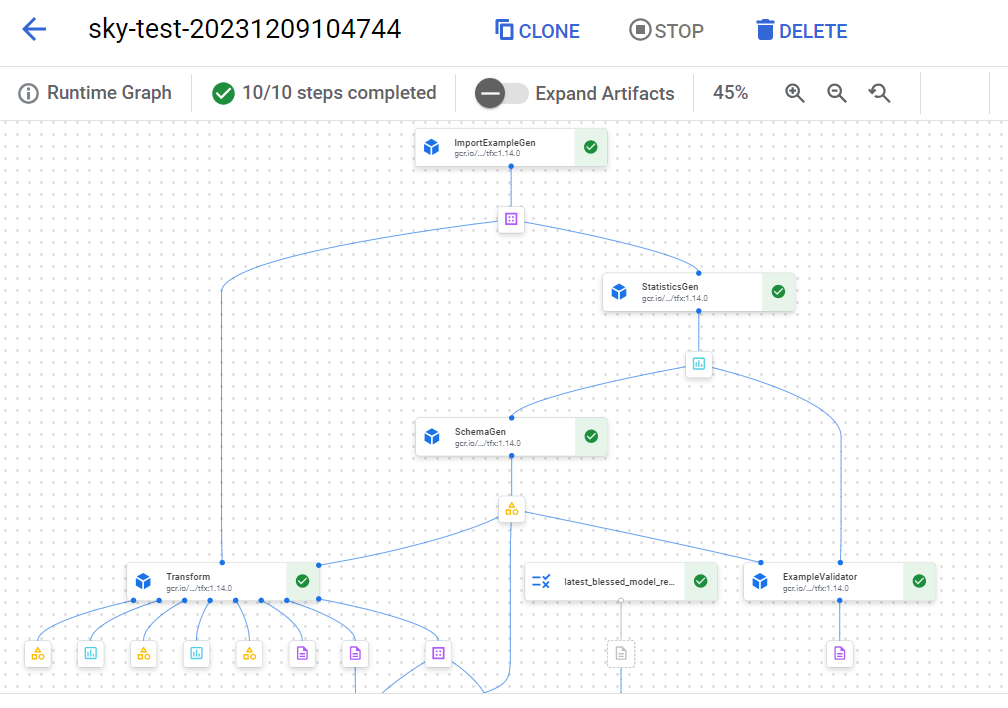 sky-test-20231209104744
CLONE
STOP
DELETE
Runtime Graph
10/10 steps completed
Expand Artifacts
45%
ImportExampleGen
gcr.io/.../tfx:1.14.0
StatisticsGen
gcr.io/.../tfx:1.14.0
SchemaGen
gcr.io/.../tfx:1.14.0
Transform
gcr.io/.../tfx:1.14.0
latest_blessed_model_re...
ExampleValidator
gcr.io/.../tfx:1.14.0